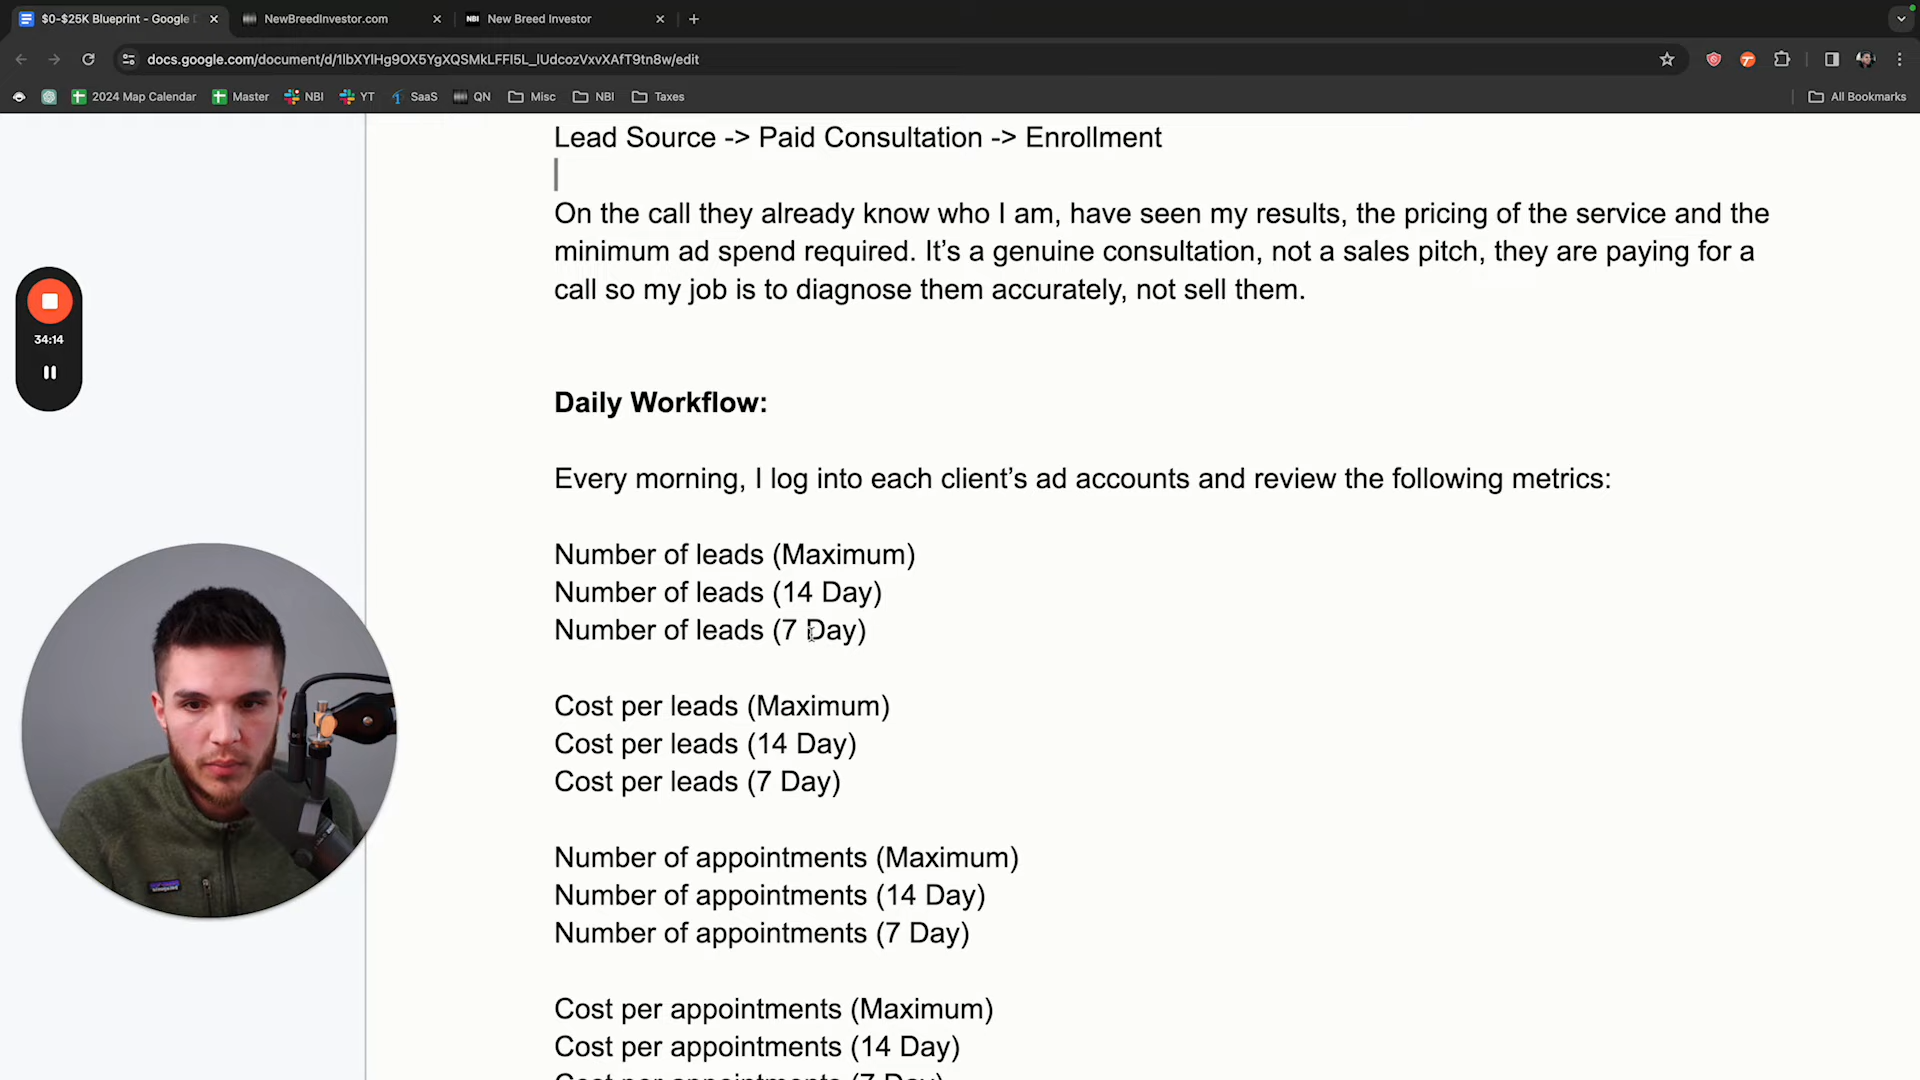 $0-$25K Blueprint - Google
NewBreedInvestor.com
NBI New Breed Investor
docs.google.com/document/d/1lbXYlHg9OX5YgXQSMkLFFI5L_lUdcozVxvXAfT9tn8w/edit
2024 Map Calendar
Master
NBI
YT
SaaS
QN
Misc
NBI
Taxes
All Bookmarks
Lead Source -> Paid Consultation -> Enrollment
On the call they already know who I am, have seen my results, the pricing of the service and the
minimum ad spend required. It’s a genuine consultation, not a sales pitch, they are paying for a
call so my job is to diagnose them accurately, not sell them.
34:14
Daily Workflow:
Every morning, I log into each client’s ad accounts and review the following metrics:
Number of leads (Maximum)
Number of leads (14 Day)
Number of leads (7 Day)
Cost per leads (Maximum)
Cost per leads (14 Day)
Cost per leads (7 Day)
Number of appointments (Maximum)
Number of appointments (14 Day)
Number of appointments (7 Day)
Cost per appointments (Maximum)
Cost per appointments (14 Day)
Cost per appointments (7 Day)